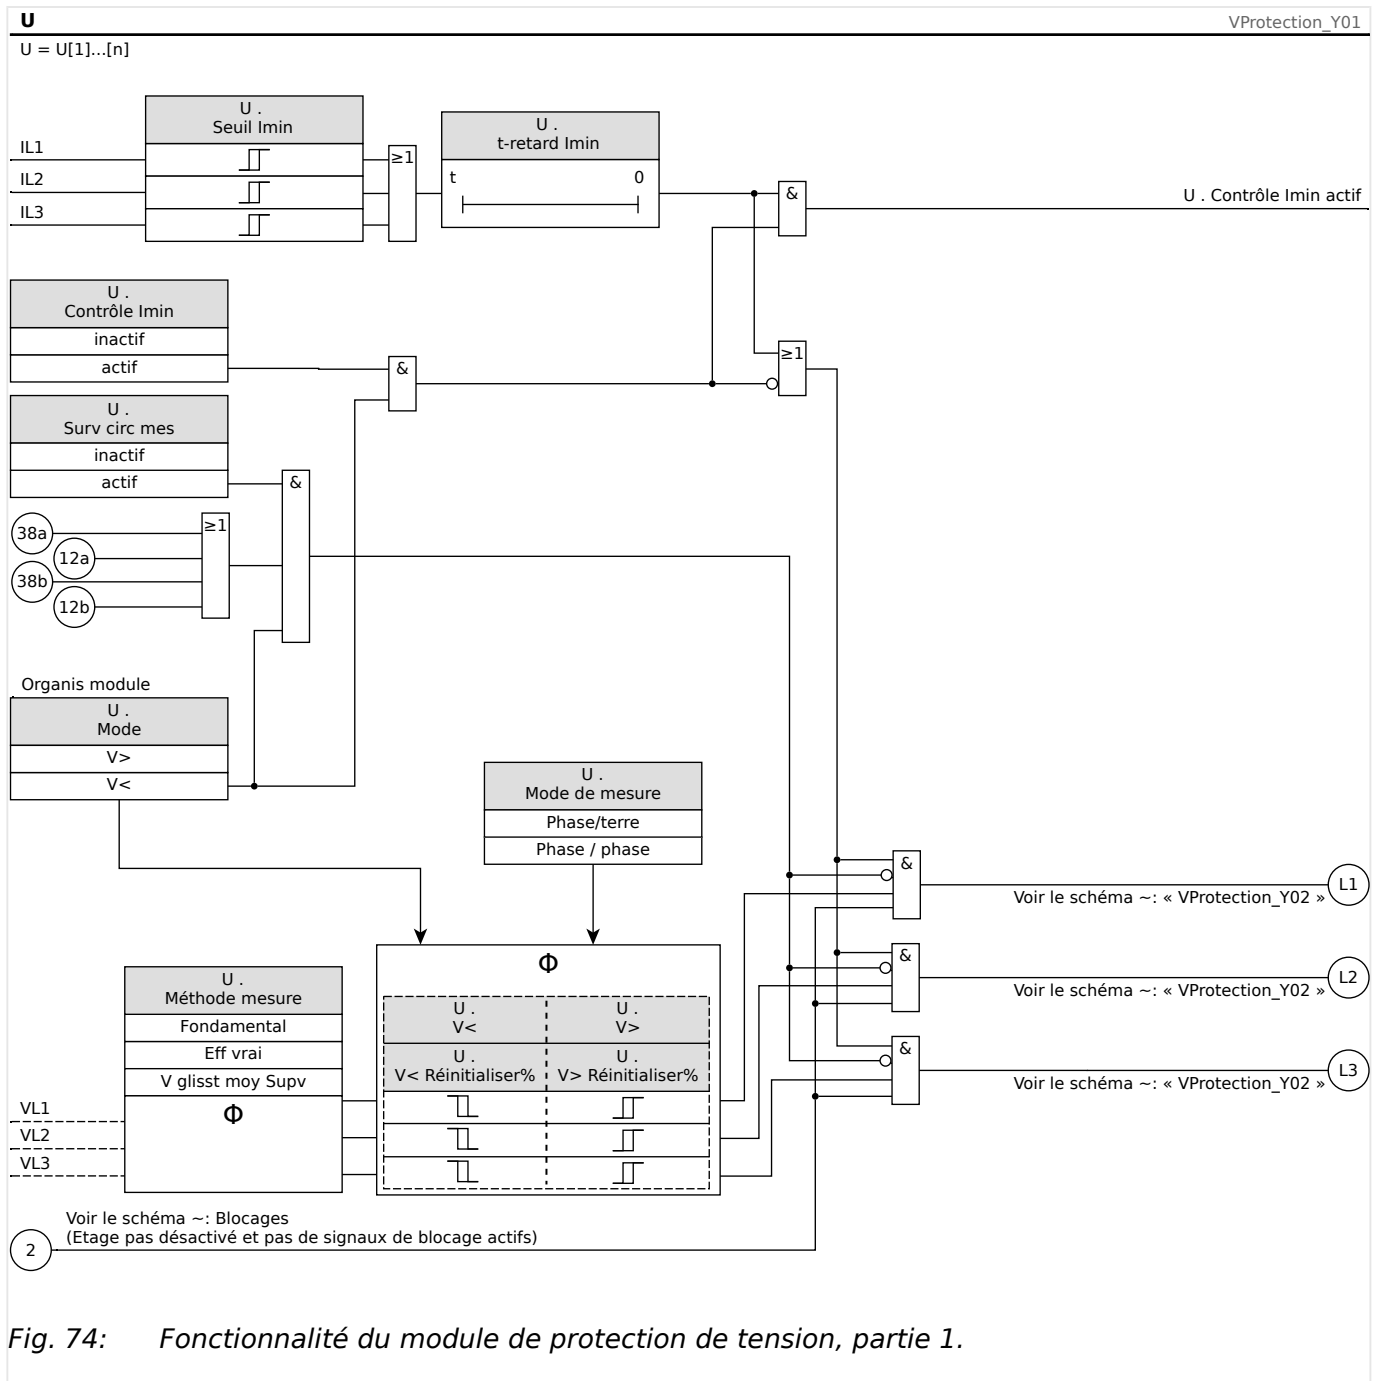 U
VProtection_Y01
U = U[1]...[n]
U .
Seuil Imin
IL1
IL2
IL3
≥1
U .
t-retard Imin
t
0
&
U . Contrôle Imin actif
U .
Contrôle Imin
inactif
actif
&
≥1
U .
Surv circ mes
inactif
actif
&
38a
12a
38b
12b
≥1
Organis module
U .
Mode
V>
V<
U .
Mode de mesure
Phase/terre
Phase / phase
&
L1
Voir le schéma ~: « VProtection_Y02 »
&
L2
Voir le schéma ~: « VProtection_Y02 »
&
L3
Voir le schéma ~: « VProtection_Y02 »
U .
Méthode mesure
Fondamental
Eff vrai
V glisst moy Supv
Φ
VL1
VL2
VL3
Φ
U .
V<
U .
V>
U .
V< Réinitialiser%
U .
V> Réinitialiser%
Voir le schéma ~: Blocages
(Etage pas désactivé et pas de signaux de blocage actifs)
2
Fig. 74: Fonctionnalité du module de protection de tension, partie 1.